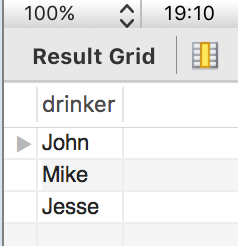 100% 19:10
Result Grid
drinker
John
Mike
Jesse